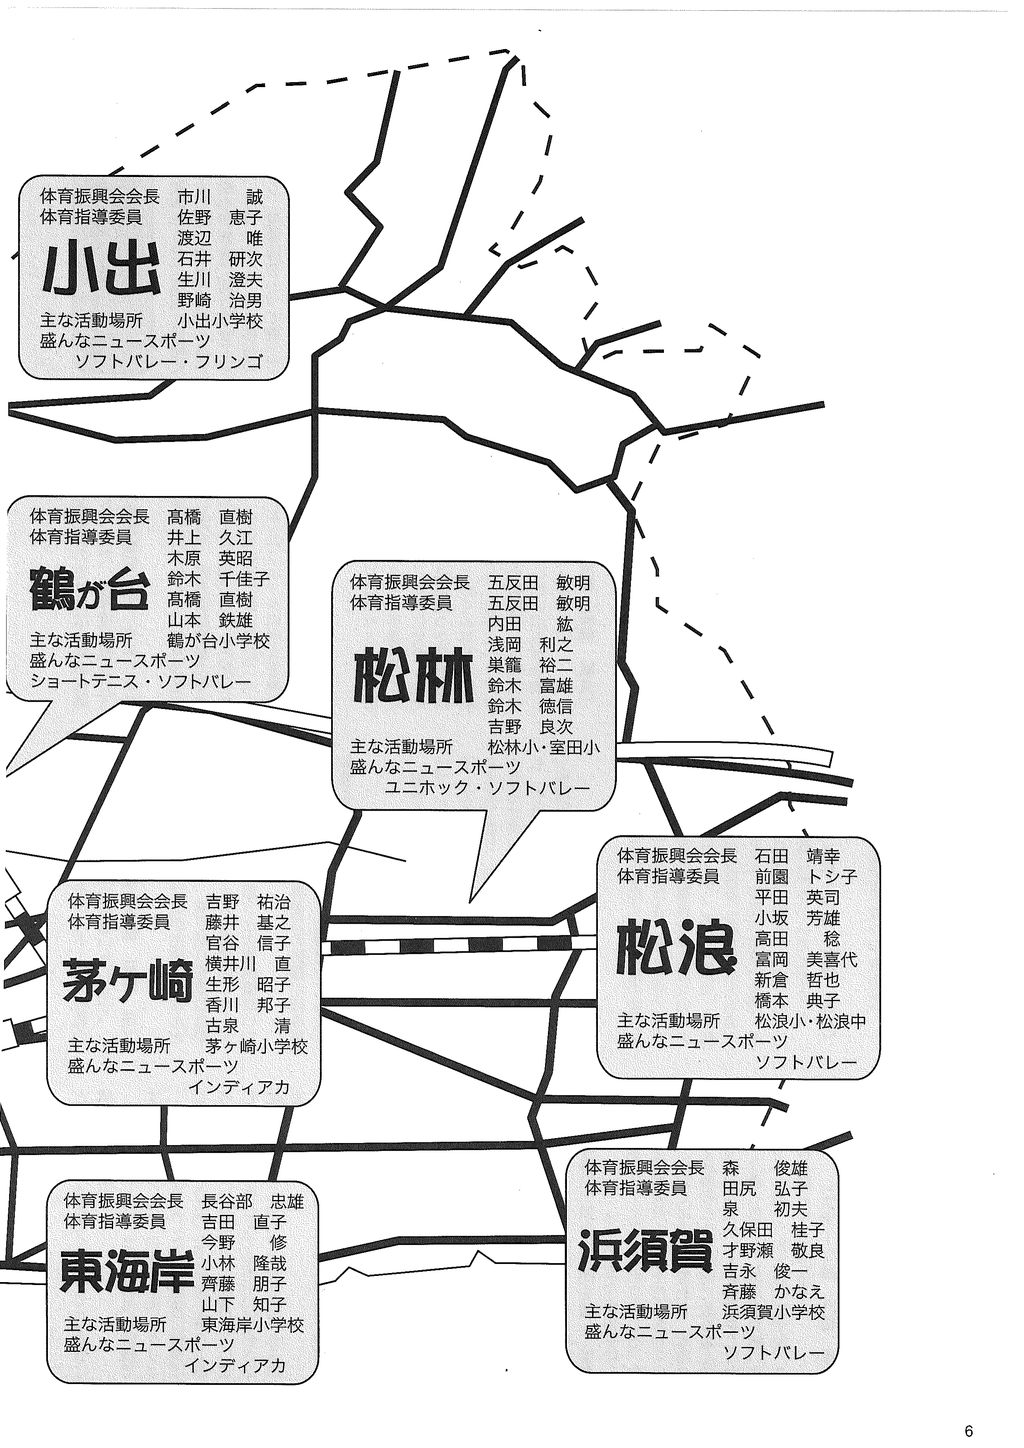 体育振興会会長　市川　　誠
体育指導委員　　佐野　恵子
渡辺　　唯
石井　研次
生川　澄夫
野崎　治男
小出
主な活動場所　　小出小学校
盛んなニュースポーツ
ソフトバレー・フリンゴ
体育振興会会長　髙橋　直樹
体育指導委員　　井上　久江
木原　英昭
鈴木　千佳子
髙橋　直樹
山本　鉄雄
鶴が台
主な活動場所　　鶴が台小学校
盛んなニュースポーツ
ショートテニス・ソフトバレー
体育振興会会長　五反田　敏明
体育指導委員　　五反田　敏明
内田　　紘
浅岡　利之
巣籠　裕二
鈴木　富雄
鈴木　徳信
吉野　良次
松林
主な活動場所　　松林小・室田小
盛んなニュースポーツ
ユニホック・ソフトバレー
体育振興会会長　石田　靖幸
体育指導委員　　前園　トシ子
平田　英司
小坂　芳雄
高田　　稔
富岡　美喜代
新倉　哲也
橋本　典子
松浪
主な活動場所　　松浪小・松浪中
盛んなニュースポーツ
ソフトバレー
体育振興会会長　吉野　祐治
体育指導委員　　藤井　基之
官谷　信子
横井川　直
生形　昭子
香川　邦子
古泉　　清
茅ケ崎
主な活動場所　　茅ヶ崎小学校
盛んなニュースポーツ
インディアカ
体育振興会会長　長谷部　忠雄
体育指導委員　　吉田　直子
今野　　修
小林　隆哉
齊藤　朋子
山下　知子
東海岸
主な活動場所　　東海岸小学校
盛んなニュースポーツ
インディアカ
体育振興会会長　森　　俊雄
体育指導委員　　田尻　弘子
泉　　初夫
久保田　桂子
才野瀬　敬良
吉永　俊一
斉藤　かなえ
浜須賀
主な活動場所　　浜須賀小学校
盛んなニュースポーツ
ソフトバレー
6